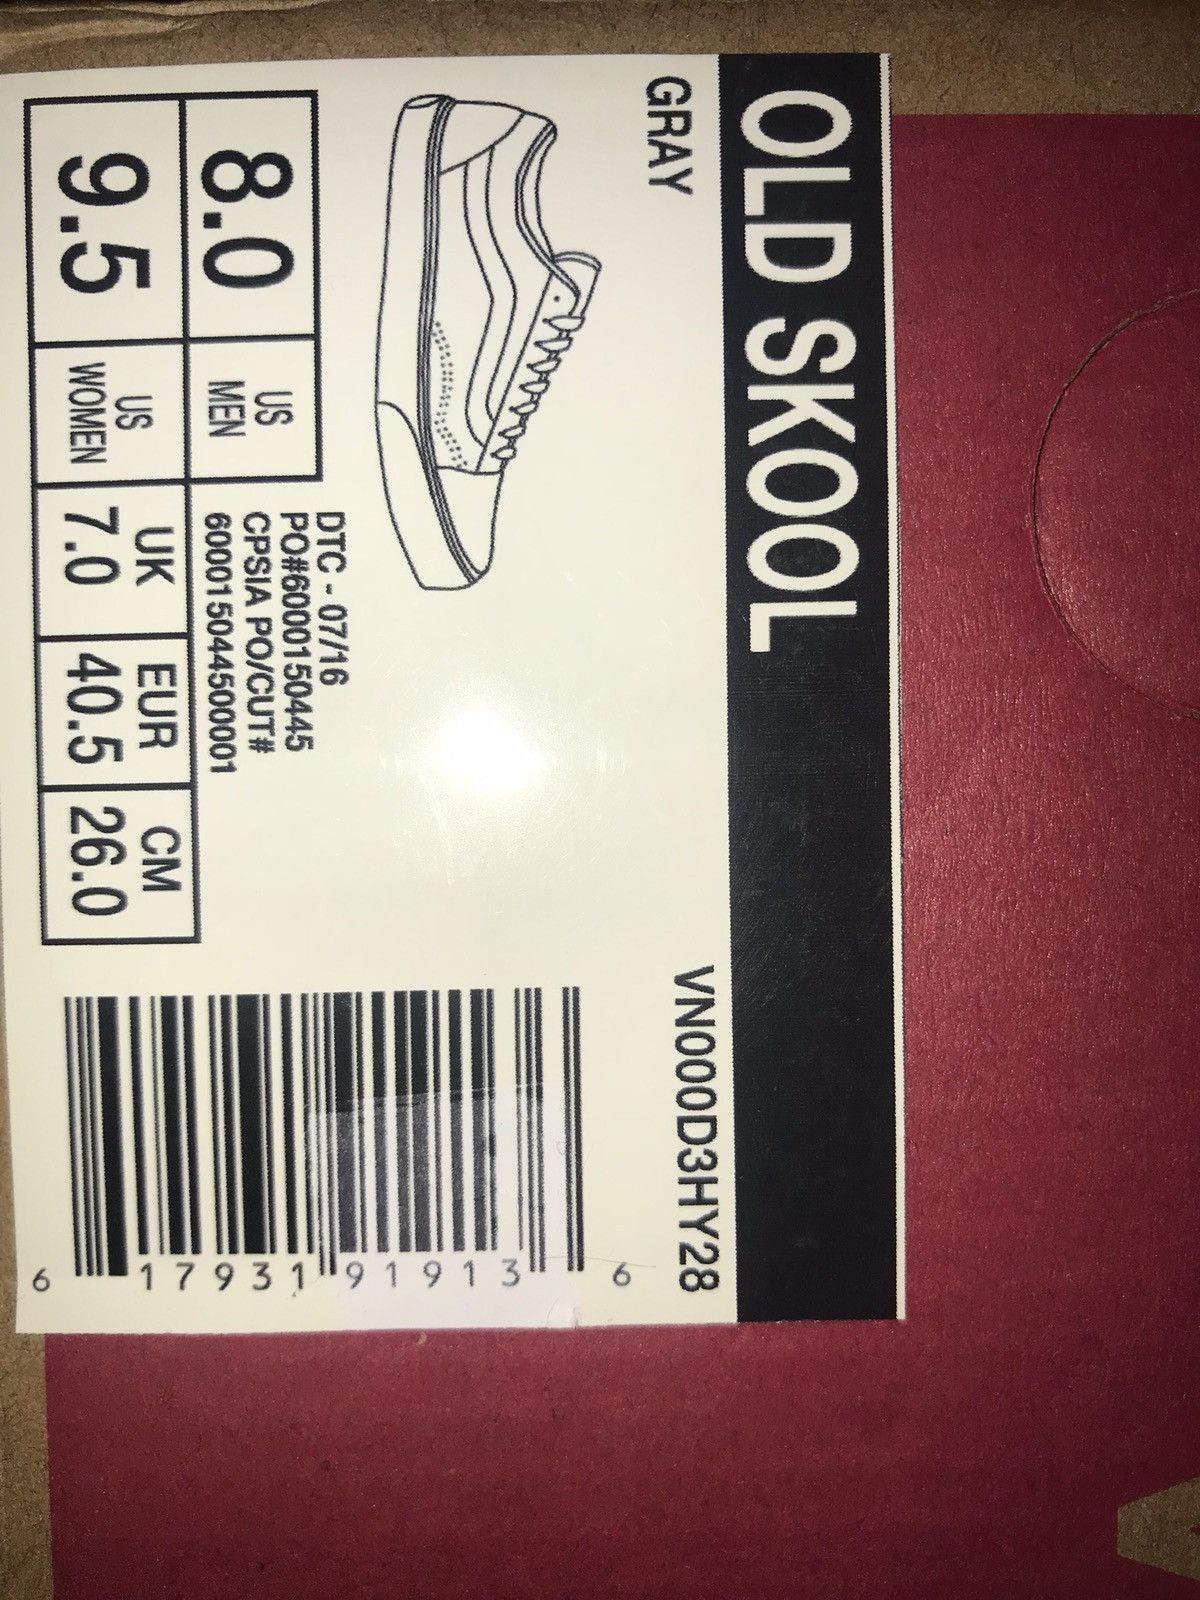 OLD SKOOL
GRAY
VN000D3HY28
DTC - 07/16
PO#6000150445
CPSIA PO/CUT#
600015044500001
8.0 US MEN
9.5 US WOMEN
UK 7.0
EUR 40.5
CM 26.0
6 17931 91913 6